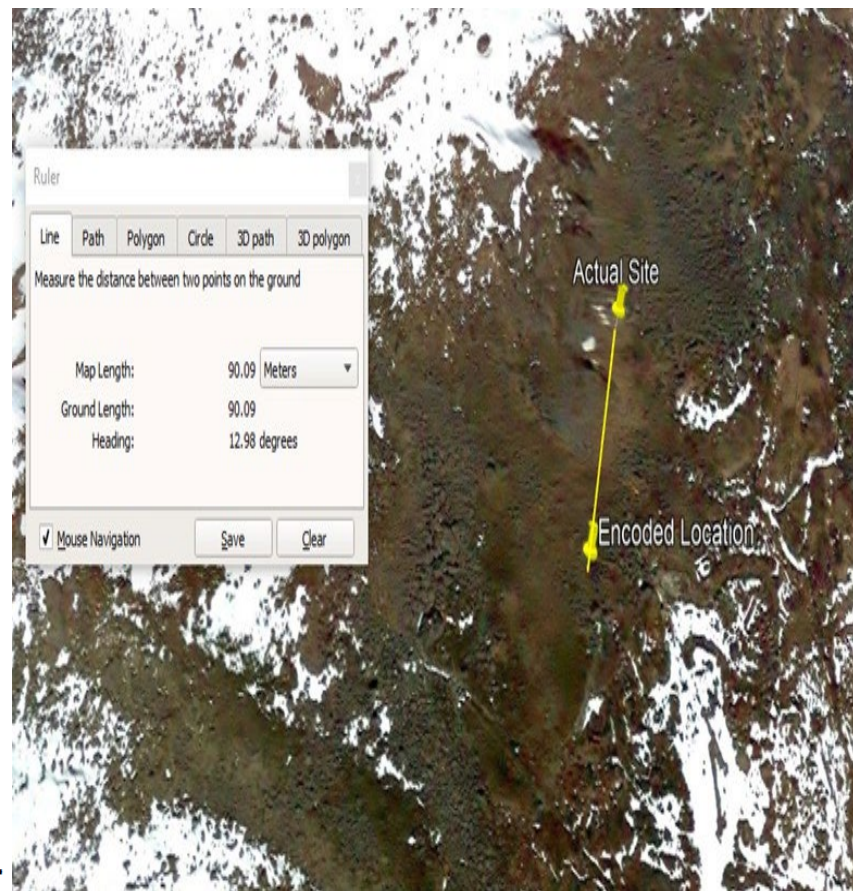 Ruler
Line Path Polygon Circle 3D path 3D polygon
Measure the distance between two points on the ground
Map Length: 90.09 Meters
Ground Length: 90.09
Heading: 12.98 degrees
Mouse Navigation Save Clear
Actual Site
Encoded Location